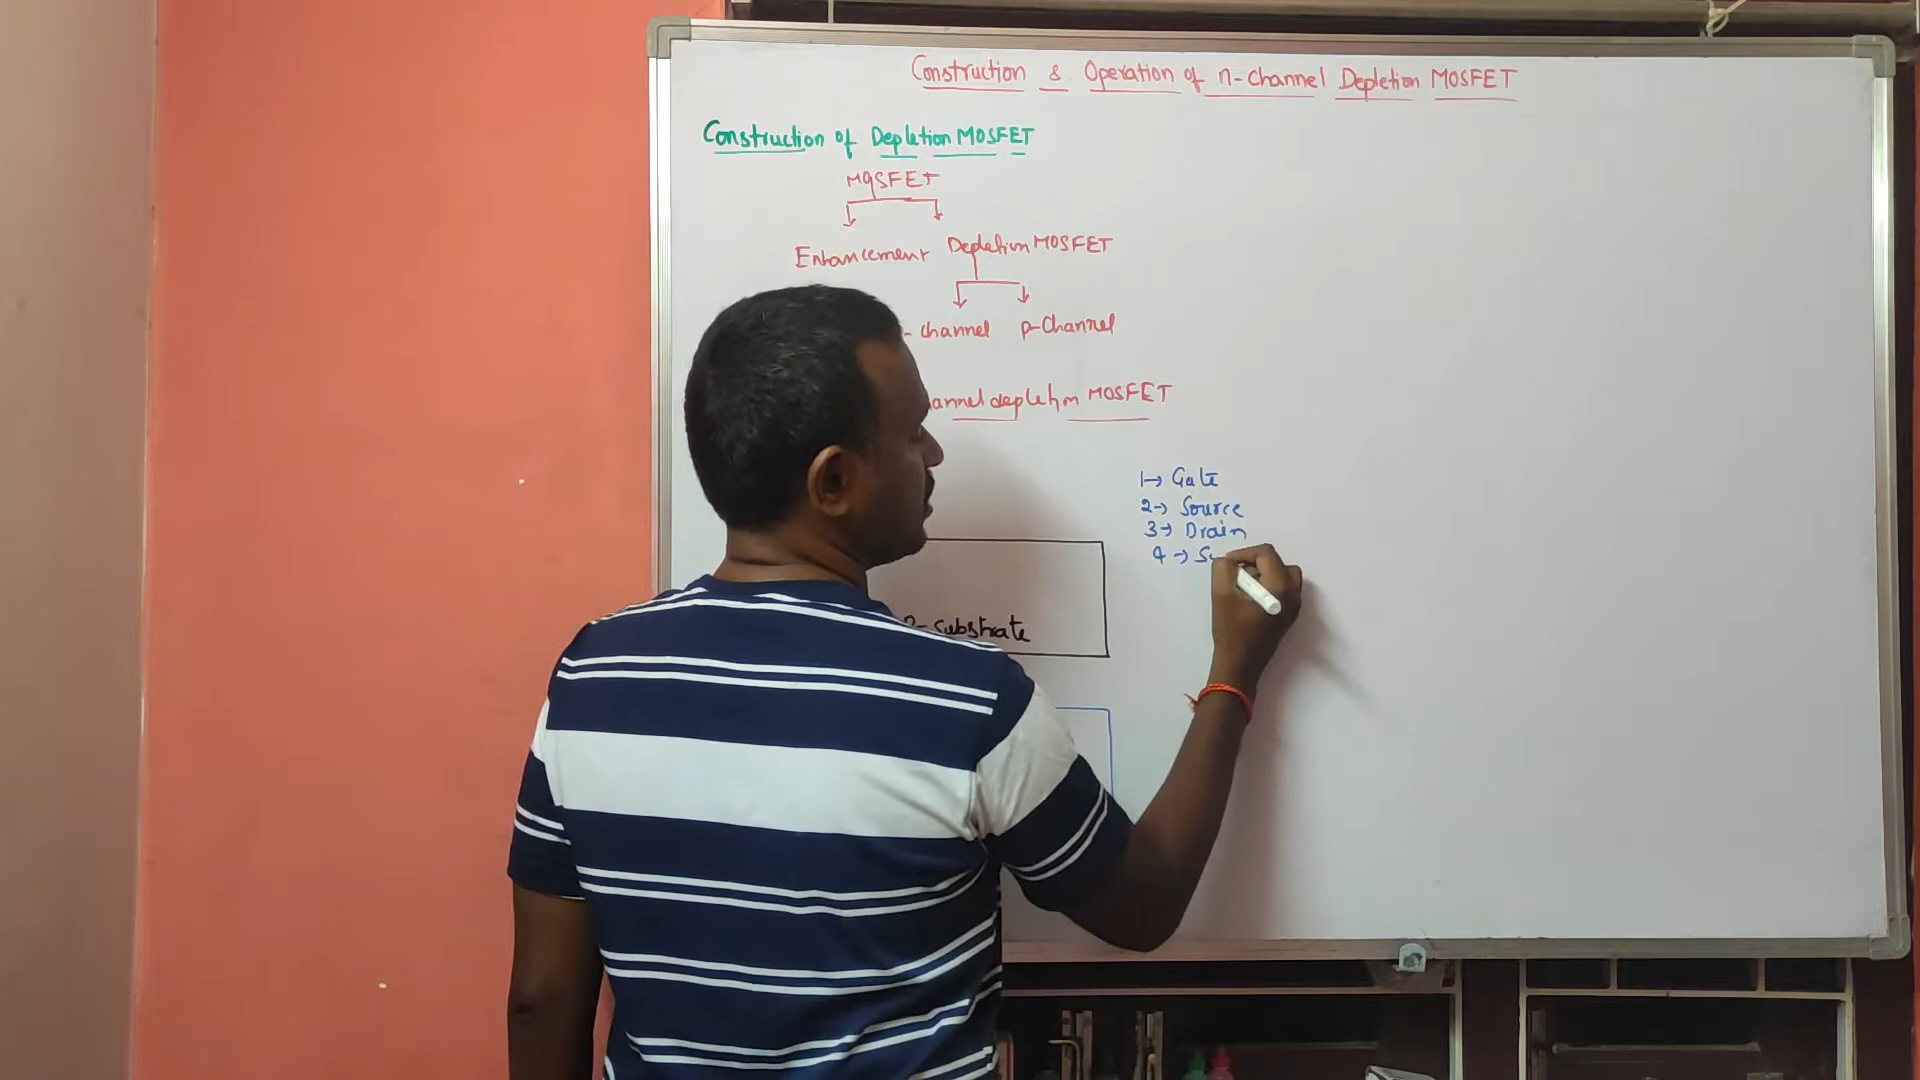 Construction & Operation of n-channel Depletion MOSFET
Construction of Depletion MOSFET
MOSFET
Enhancement Depletion MOSFET
-channel p-Channel
annel depletion MOSFET
1→ Gate
2→ Source
3→ Drain
4→ S
P-substrate